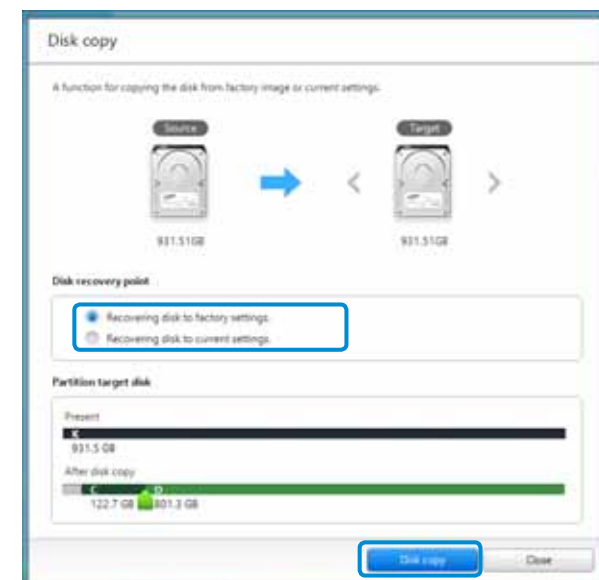 Disk copy
A function for copying the disk from factory image or current settings.
Source Target
931.51GB 931.51GB
Disk recovery point
Recovering disk to factory settings.
Recovering disk to current settings.
Partition target disk
Present
K
931.5 GB
After disk copy
C D
122.7 GB 801.3 GB
Disk copy Close